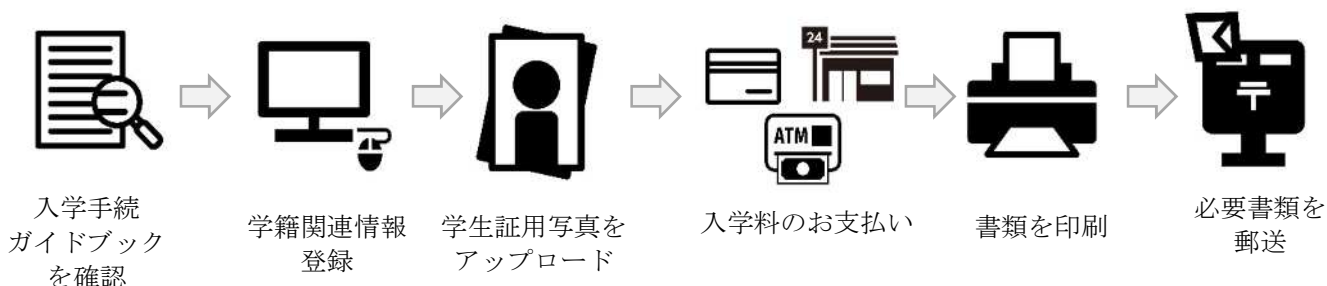 24
ATM
入学手続
ガイドブック
を確認
学籍関連情報
登録
学生証用写真を
アップロード
入学料のお支払い
書類を印刷
必要書類を
郵送